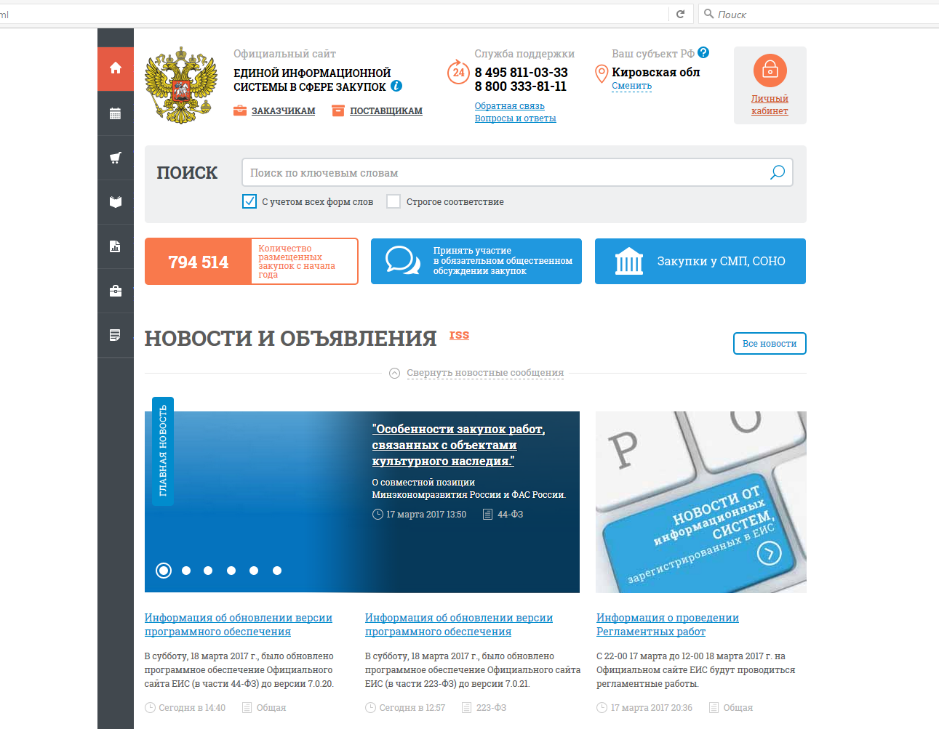 ml
Поиск
Официальный сайт
ЕДИНОЙ ИНФОРМАЦИОННОЙ
СИСТЕМЫ В СФЕРЕ ЗАКУПОК i
ЗАКАЗЧИКАМ ПОСТАВЩИКАМ
24
Служба поддержки
8 495 811-03-33
8 800 333-81-11
Обратная связь
Вопросы и ответы
Ваш субъект РФ ?
Кировская обл
Сменить
Личный
кабинет
ПОИСК
Поиск по ключевым словам
С учетом всех форм слов Строгое соответствие
794 514
Количество
размещенных
закупок с начала
года
Принять участие
в обязательном общественном
обсуждении закупок
Закупки у СМП, СОНО
НОВОСТИ И ОБЪЯВЛЕНИЯ rss
Все новости
Свернуть новостные сообщения
ГЛАВНАЯ НОВОСТЬ
"Особенности закупок работ,
связанных с объектами
культурного наследия."
О совместной позиции
Минэкономразвития России и ФАС России.
17 марта 2017 13:50 44-ФЗ
Р О
НОВОСТИ ОТ
информационных
СИСТЕМ,
зарегистрированных в ЕИС
Информация об обновлении версии
программного обеспечения
В субботу, 18 марта 2017 г., было обновлено
программное обеспечение Официального
сайта ЕИС (в части 44-ФЗ) до версии 7.0.20.
Сегодня в 14:40 Общая
Информация об обновлении версии
программного обеспечения
В субботу, 18 марта 2017 г., было обновлено
программное обеспечение Официального сайта
ЕИС (в части 223-ФЗ) до версии 7.0.21.
Сегодня в 12:57 223-ФЗ
Информация о проведении
Регламентных работ
С 22-00 17 марта до 12-00 18 марта 2017 г. на
Официальном сайте ЕИС будут проводиться
регламентные работы.
17 марта 2017 20:36 Общая